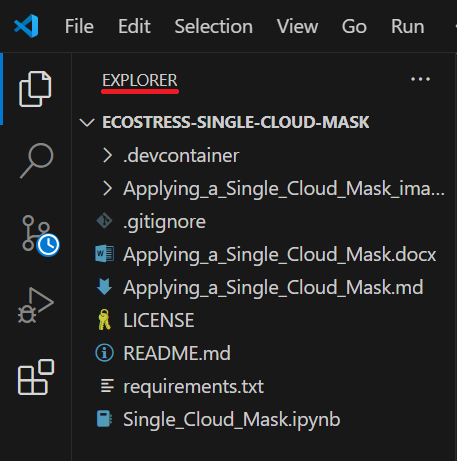 File Edit Selection View Go Run
EXPLORER
ECOSTRESS-SINGLE-CLOUD-MASK
.devcontainer
Applying_a_Single_Cloud_Mask_ima...
.gitignore
Applying_a_Single_Cloud_Mask.docx
Applying_a_Single_Cloud_Mask.md
LICENSE
README.md
requirements.txt
Single_Cloud_Mask.ipynb